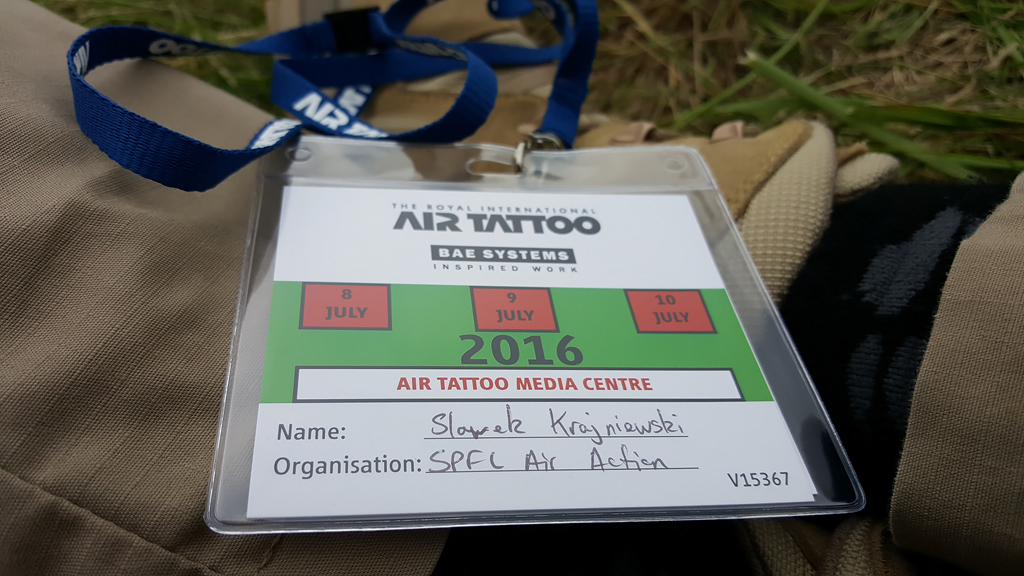 THE ROYAL INTERNATIONAL
AIR TATTOO
BAE SYSTEMS
INSPIRED WORK
8 JULY
9 JULY
10 JULY
2016
AIR TATTOO MEDIA CENTRE
Name: Slawek Krajniewski
Organisation: SPFL Air Action
V15367